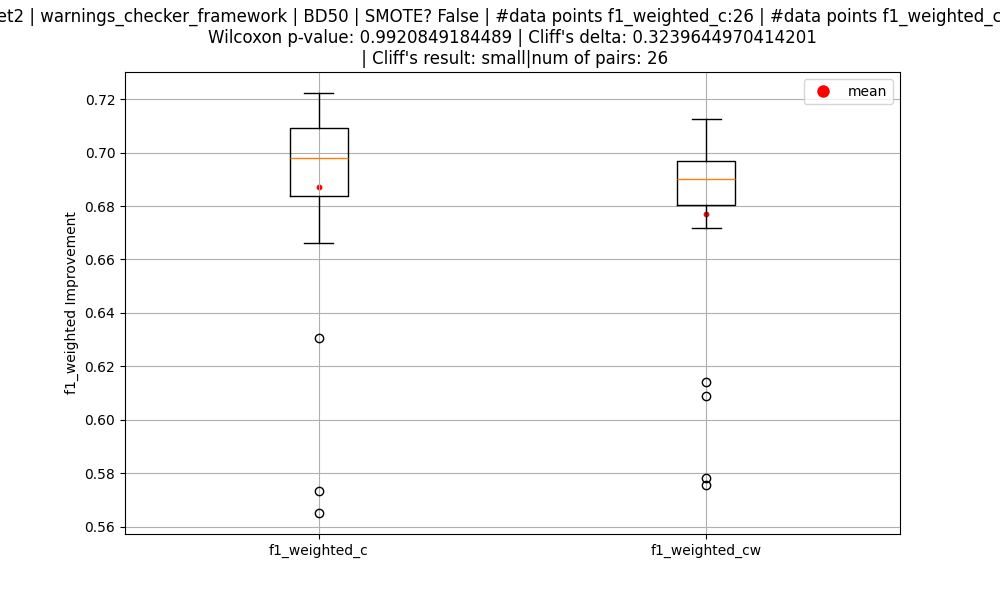 et2 | warnings_checker_framework | BD50 | SMOTE? False | #data points f1_weighted_c:26 | #data points f1_weighted_c
Wilcoxon p-value: 0.9920849184489 | Cliff's delta: 0.3239644970414201
| Cliff's result: small|num of pairs: 26
mean
0.72
0.70
0.68
0.66
0.64
0.62
0.60
0.58
0.56
f1_weighted Improvement
f1_weighted_c
f1_weighted_cw